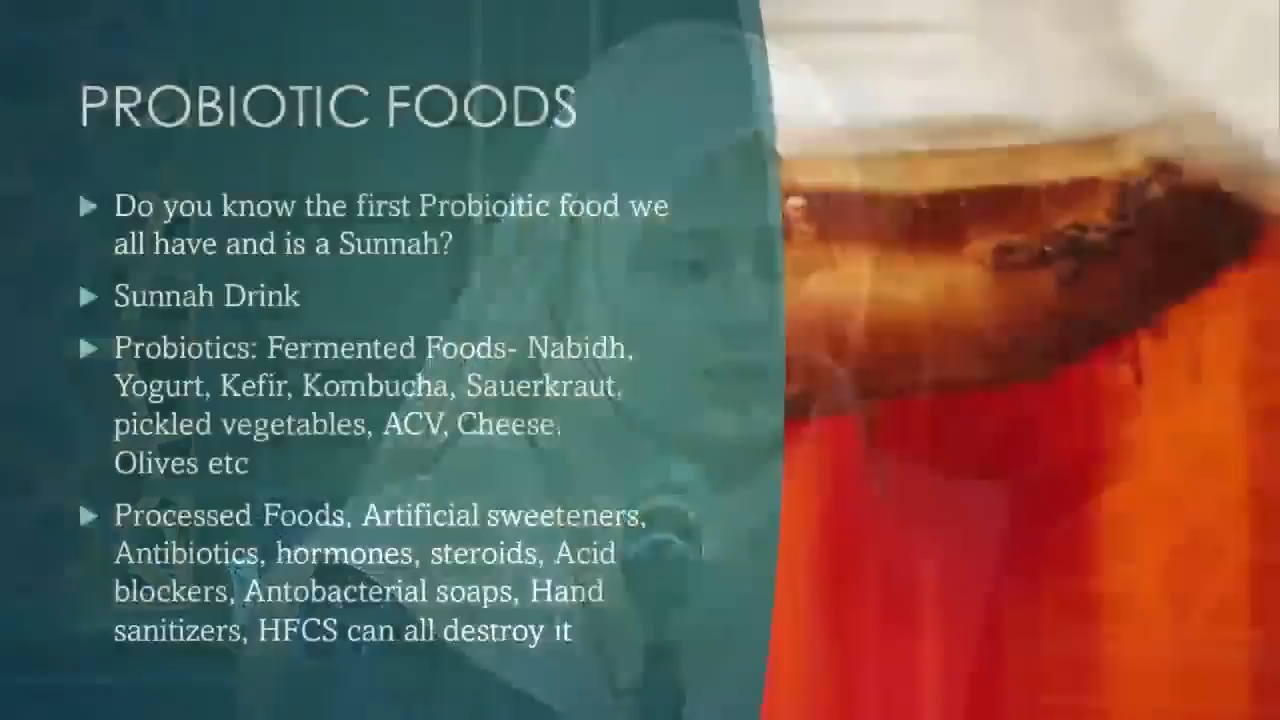 PROBIOTIC FOODS
Do you know the first Probioitic food we
all have and is a Sunnah?
Sunnah Drink
Probiotics: Fermented Foods- Nabidh,
Yogurt, Kefir, Kombucha, Sauerkraut,
pickled vegetables, ACV, Cheese.
Olives etc
Processed Foods, Artificial sweeteners,
Antibiotics, hormones, steroids, Acid
blockers, Antobacterial soaps, Hand
sanitizers, HFCS can all destroy it